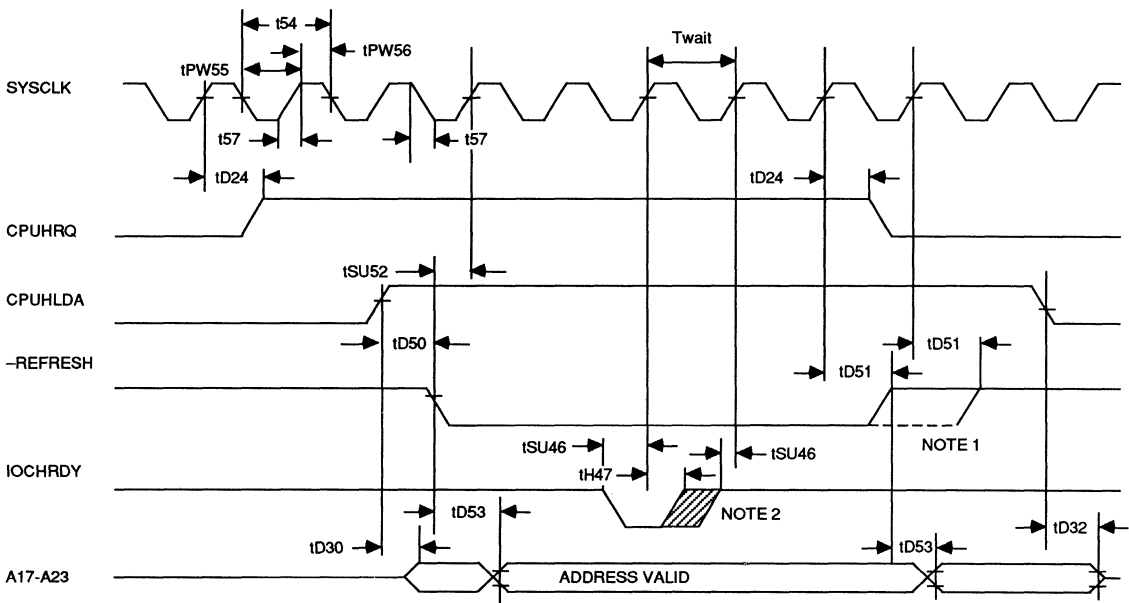 t54
Twait
tPW56
tPW55
SYSCLK
t57
t57
tD24
tD24
CPUHRQ
tSU52
CPUHLDA
tD50
tD51
–REFRESH
tD51
NOTE 1
tSU46
tSU46
tH47
IOCHRDY
tD53
NOTE 2
tD32
tD30
tD53
A17-A23
ADDRESS VALID